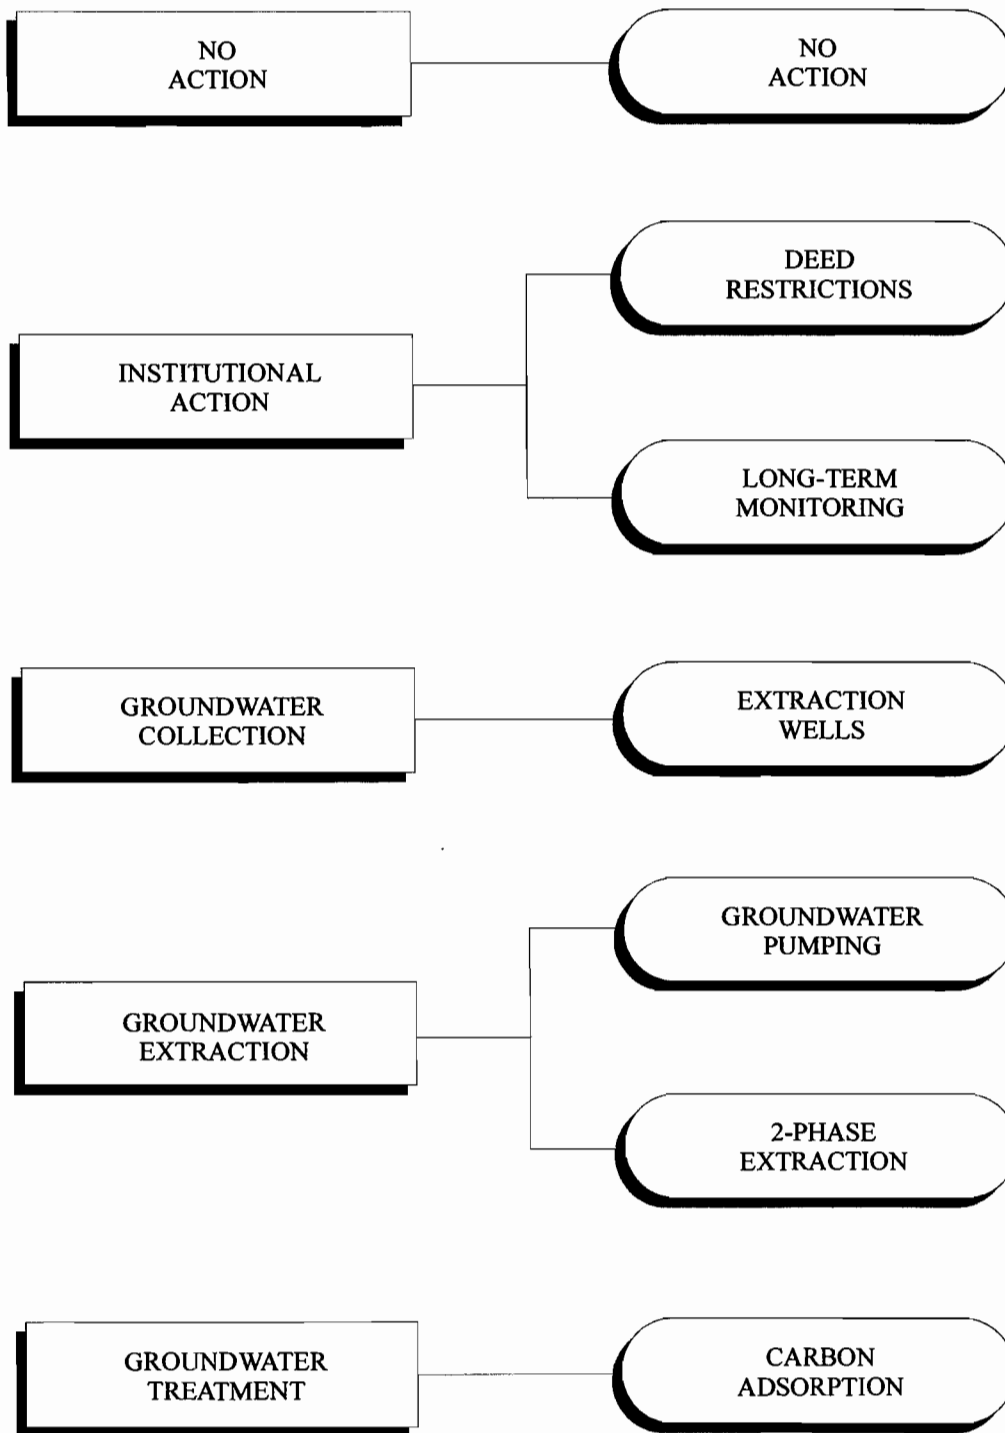 NO
ACTION
NO
ACTION
INSTITUTIONAL
ACTION
DEED
RESTRICTIONS
LONG-TERM
MONITORING
GROUNDWATER
COLLECTION
EXTRACTION
WELLS
GROUNDWATER
EXTRACTION
GROUNDWATER
PUMPING
2-PHASE
EXTRACTION
GROUNDWATER
TREATMENT
CARBON
ADSORPTION